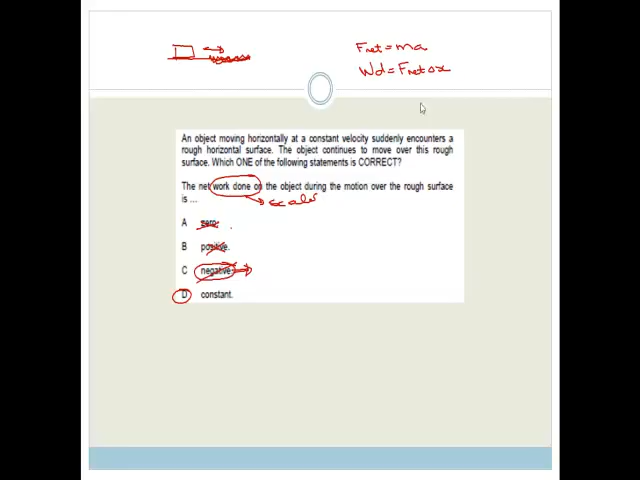 Fnet = ma
Wd = Fnet Δx
An object moving horizontally at a constant velocity suddenly encounters a
rough horizontal surface. The object continues to move over this rough
surface. Which ONE of the following statements is CORRECT?
The net work done on the object during the motion over the rough surface
is ...
scalar
A zero.
B positive.
C negative.
D constant.